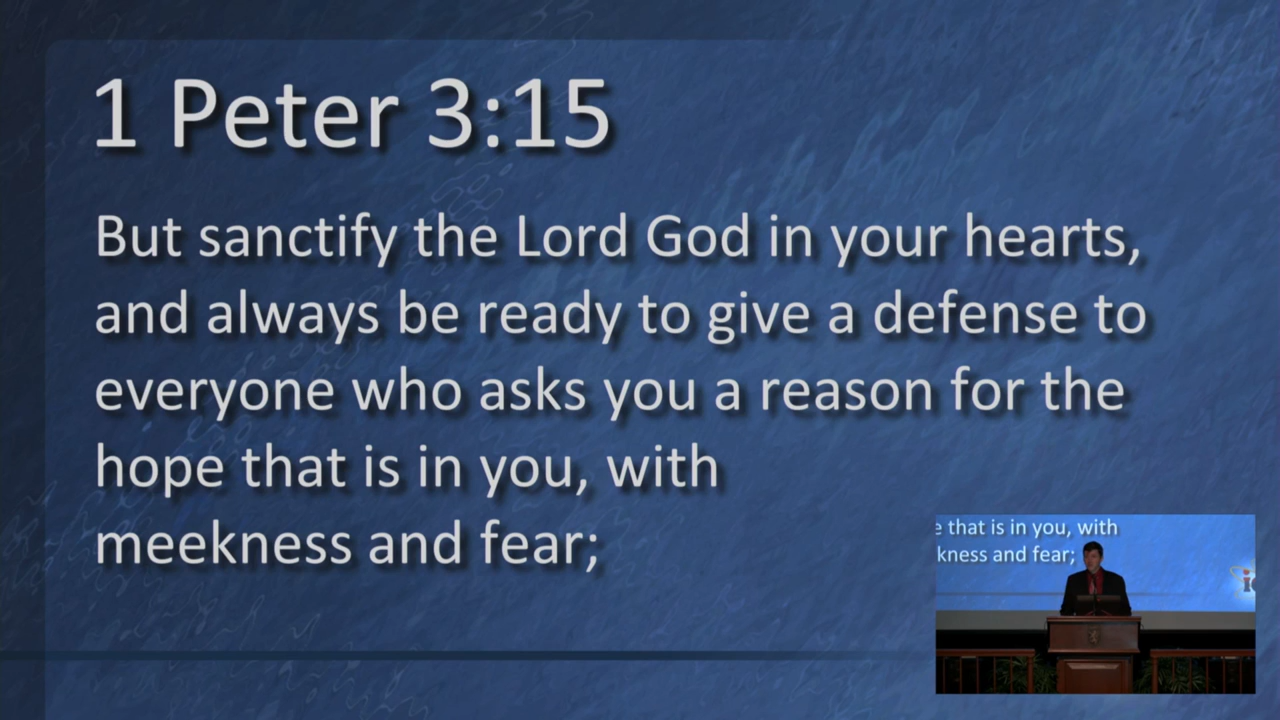 1 Peter 3:15
But sanctify the Lord God in your hearts,
and always be ready to give a defense to
everyone who asks you a reason for the
hope that is in you, with
meekness and fear;
e that is in you, with
kness and fear;